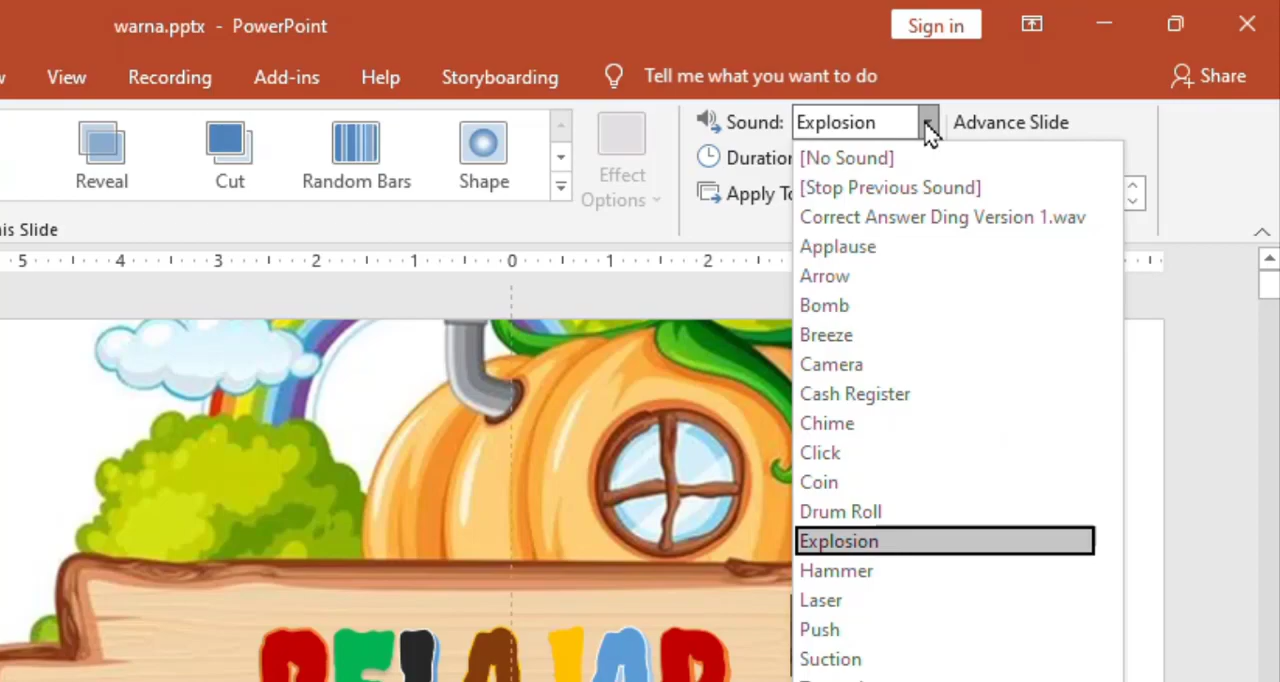 warna.pptx - PowerPoint
Sign in
View Recording Add-ins Help Storyboarding Tell me what you want to do Share
Reveal Cut Random Bars Shape
Effect
Options
Sound: Explosion Advance Slide
Duration
Apply To
is Slide
[No Sound]
[Stop Previous Sound]
Correct Answer Ding Version 1.wav
Applause
Arrow
Bomb
Breeze
Camera
Cash Register
Chime
Click
Coin
Drum Roll
Explosion
Hammer
Laser
Push
Suction
5 4 3 2 1 0 1 2
BELAJAR